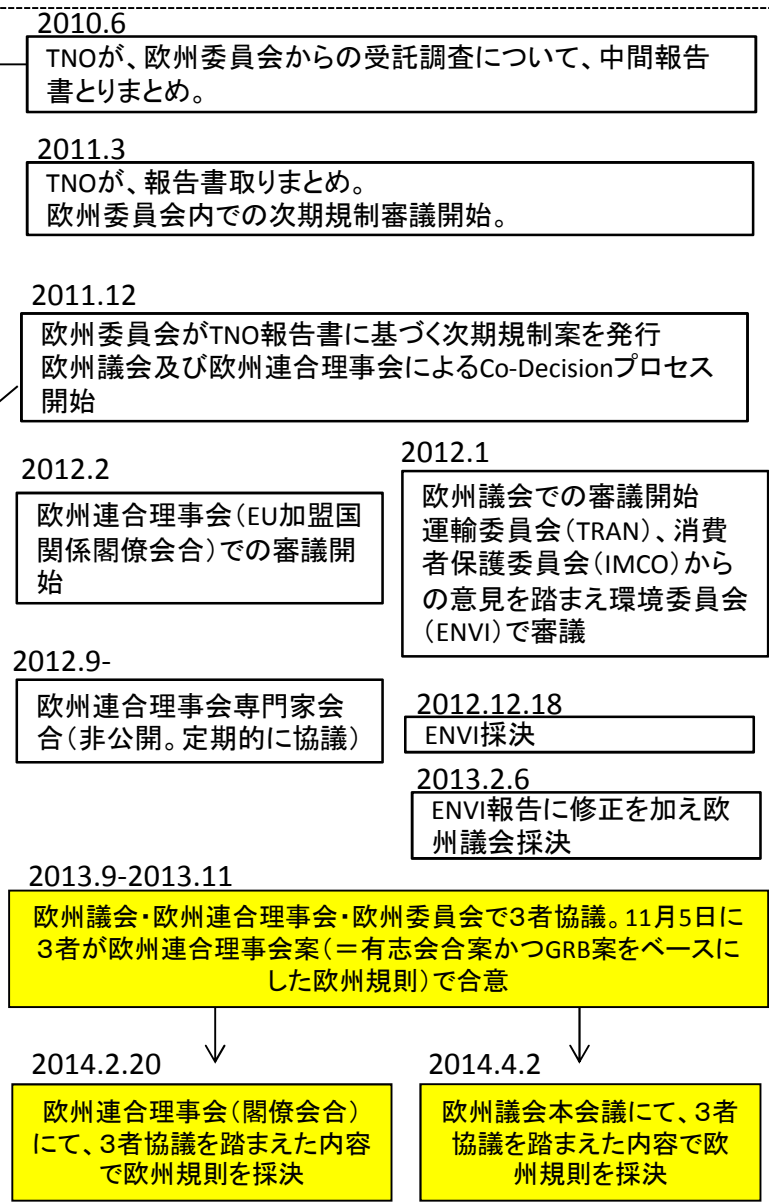 2010.6
TNOが、欧州委員会からの受託調査について、中間報告
書とりまとめ。
2011.3
TNOが、報告書取りまとめ。
欧州委員会内での次期規制審議開始。
2011.12
欧州委員会がTNO報告書に基づく次期規制案を発行
欧州議会及び欧州連合理事会によるCo-Decisionプロセス
開始
2012.2
欧州連合理事会(EU加盟国
関係閣僚会合)での審議開
始
2012.1
欧州議会での審議開始
運輸委員会(TRAN)、消費
者保護委員会(IMCO)から
の意見を踏まえ環境委員会
(ENVI)で審議
2012.9-
欧州連合理事会専門家会
合(非公開。定期的に協議)
2012.12.18
ENVI採決
2013.2.6
ENVI報告に修正を加え欧
州議会採決
2013.9-2013.11
欧州議会・欧州連合理事会・欧州委員会で3者協議。11月5日に
3者が欧州連合理事会案(=有志会合案かつGRB案をベースに
した欧州規則)で合意
2014.2.20
欧州連合理事会(閣僚会合)
にて、3者協議を踏まえた内容
で欧州規則を採決
2014.4.2
欧州議会本会議にて、3者
協議を踏まえた内容で欧
州規則を採決